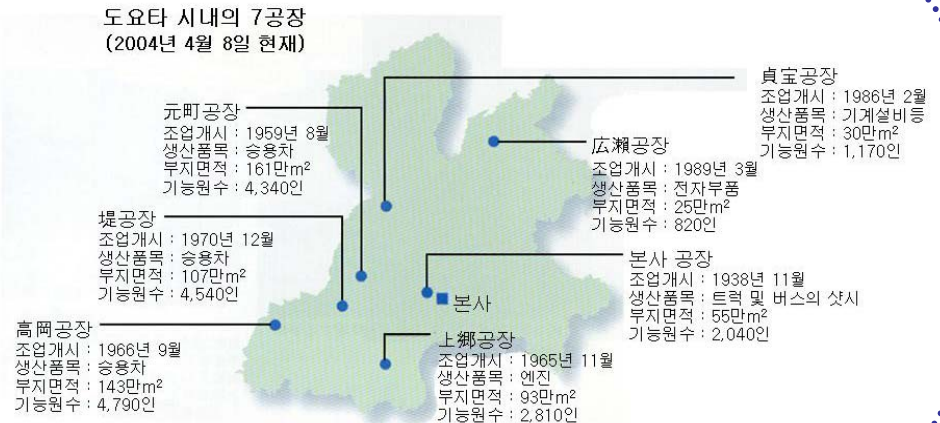 도요타 시내의 7공장
(2004년 4월 8일 현재)
貞宝공장
조업개시 : 1986년 2월
생산품목 : 기계설비등
부지면적 : 30만m²
기능원수 : 1,170인
元町공장
조업개시 : 1959년 8월
생산품목 : 승용차
부지면적 : 161만m²
기능원수 : 4,340인
広瀬공장
조업개시 : 1989년 3월
생산품목 : 전자부품
부지면적 : 25만m²
기능원수 : 820인
堤공장
조업개시 : 1970년 12월
생산품목 : 승용차
부지면적 : 107만m²
기능원수 : 4,540인
본사 공장
조업개시 : 1938년 11월
생산품목 : 트럭 및 버스의 샷시
부지면적 : 55만m²
기능원수 : 2,040인
본사
高岡공장
조업개시 : 1966년 9월
생산품목 : 승용차
부지면적 : 143만m²
기능원수 : 4,790인
上郷공장
조업개시 : 1965년 11월
생산품목 : 엔진
부지면적 : 93만m²
기능원수 : 2,810인